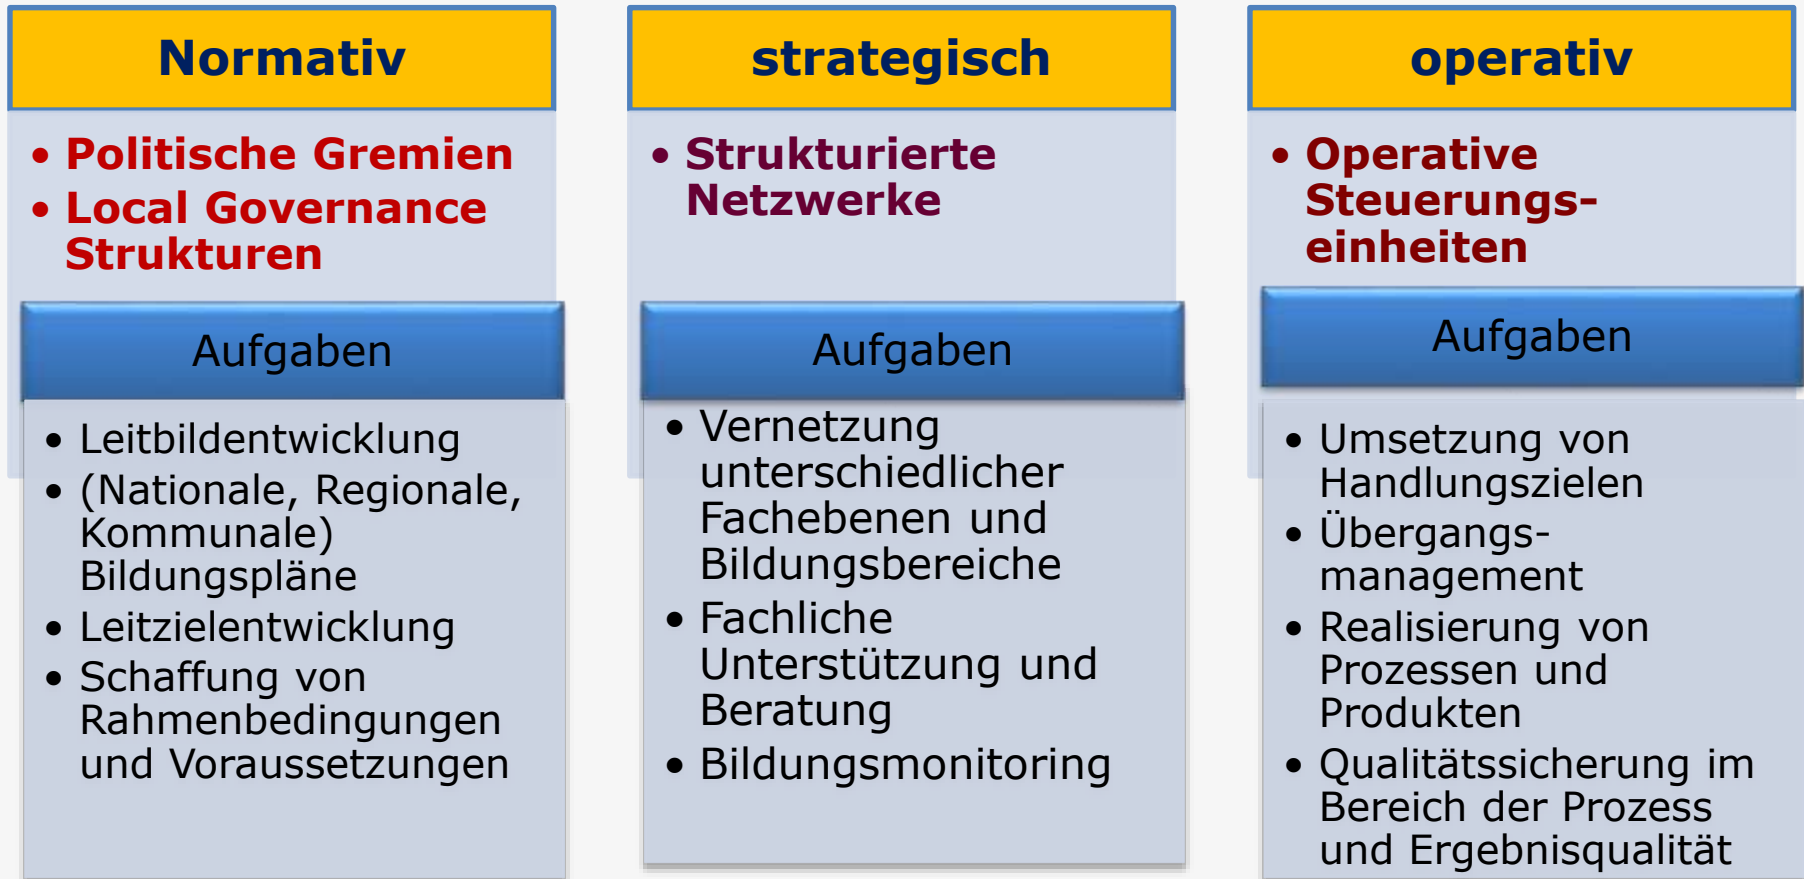 Normativ
• Politische Gremien
• Local Governance
Strukturen
Aufgaben
• Leitbildentwicklung
• (Nationale, Regionale,
Kommunale)
Bildungspläne
• Leitzielentwicklung
• Schaffung von
Rahmenbedingungen
und Voraussetzungen
strategisch
• Strukturierte
Netzwerke
Aufgaben
• Vernetzung
unterschiedlicher
Fachebenen und
Bildungsbereiche
• Fachliche
Unterstützung und
Beratung
• Bildungsmonitoring
operativ
• Operative
Steuerungs-
einheiten
Aufgaben
• Umsetzung von
Handlungszielen
• Übergangs-
management
• Realisierung von
Prozessen und
Produkten
• Qualitätssicherung im
Bereich der Prozess
und Ergebnisqualität